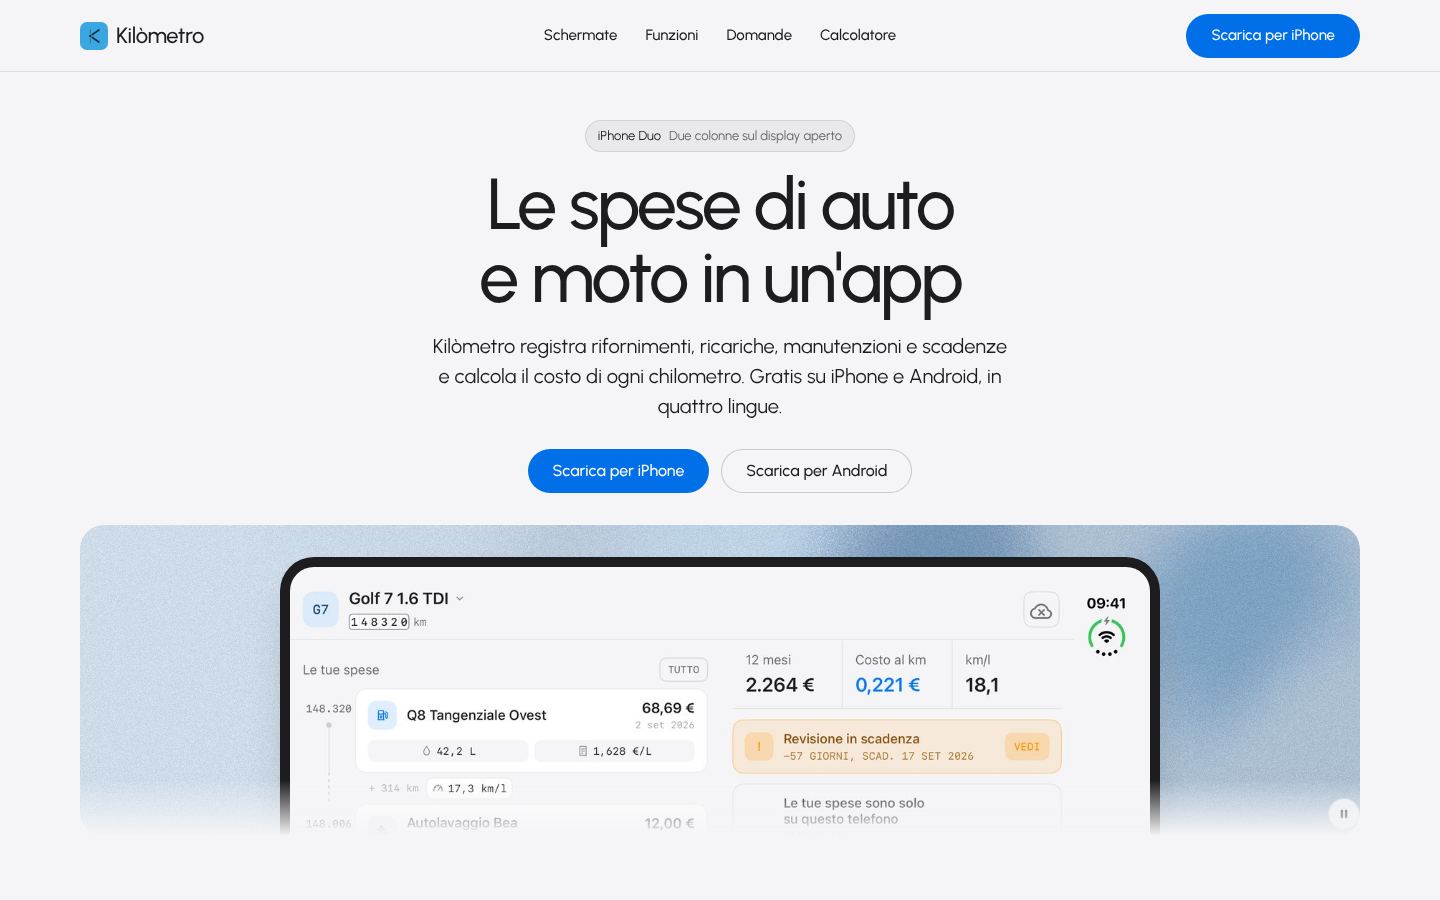 Kilòmetro
Schermate
Funzioni
Domande
Calcolatore
Scarica per iPhone
iPhone Duo Due colonne sul display aperto
Le spese di auto
e moto in un'app
Kilòmetro registra rifornimenti, ricariche, manutenzioni e scadenze
e calcola il costo di ogni chilometro. Gratis su iPhone e Android, in
quattro lingue.
Scarica per iPhone
Scarica per Android
G7
Golf 7 1.6 TDI
148320 km
09:41
Le tue spese
TUTTO
148.320
Q8 Tangenziale Ovest
68,69 €
2 set 2026
42,2 L
1,628 €/L
+ 314 km
17,3 km/l
148.006
Autolavaggio Bea
12,00 €
12 mesi
2.264 €
Costo al km
0,221 €
km/l
18,1
!
Revisione in scadenza
−57 GIORNI, SCAD. 17 SET 2026
VEDI
Le tue spese sono solo
su questo telefono